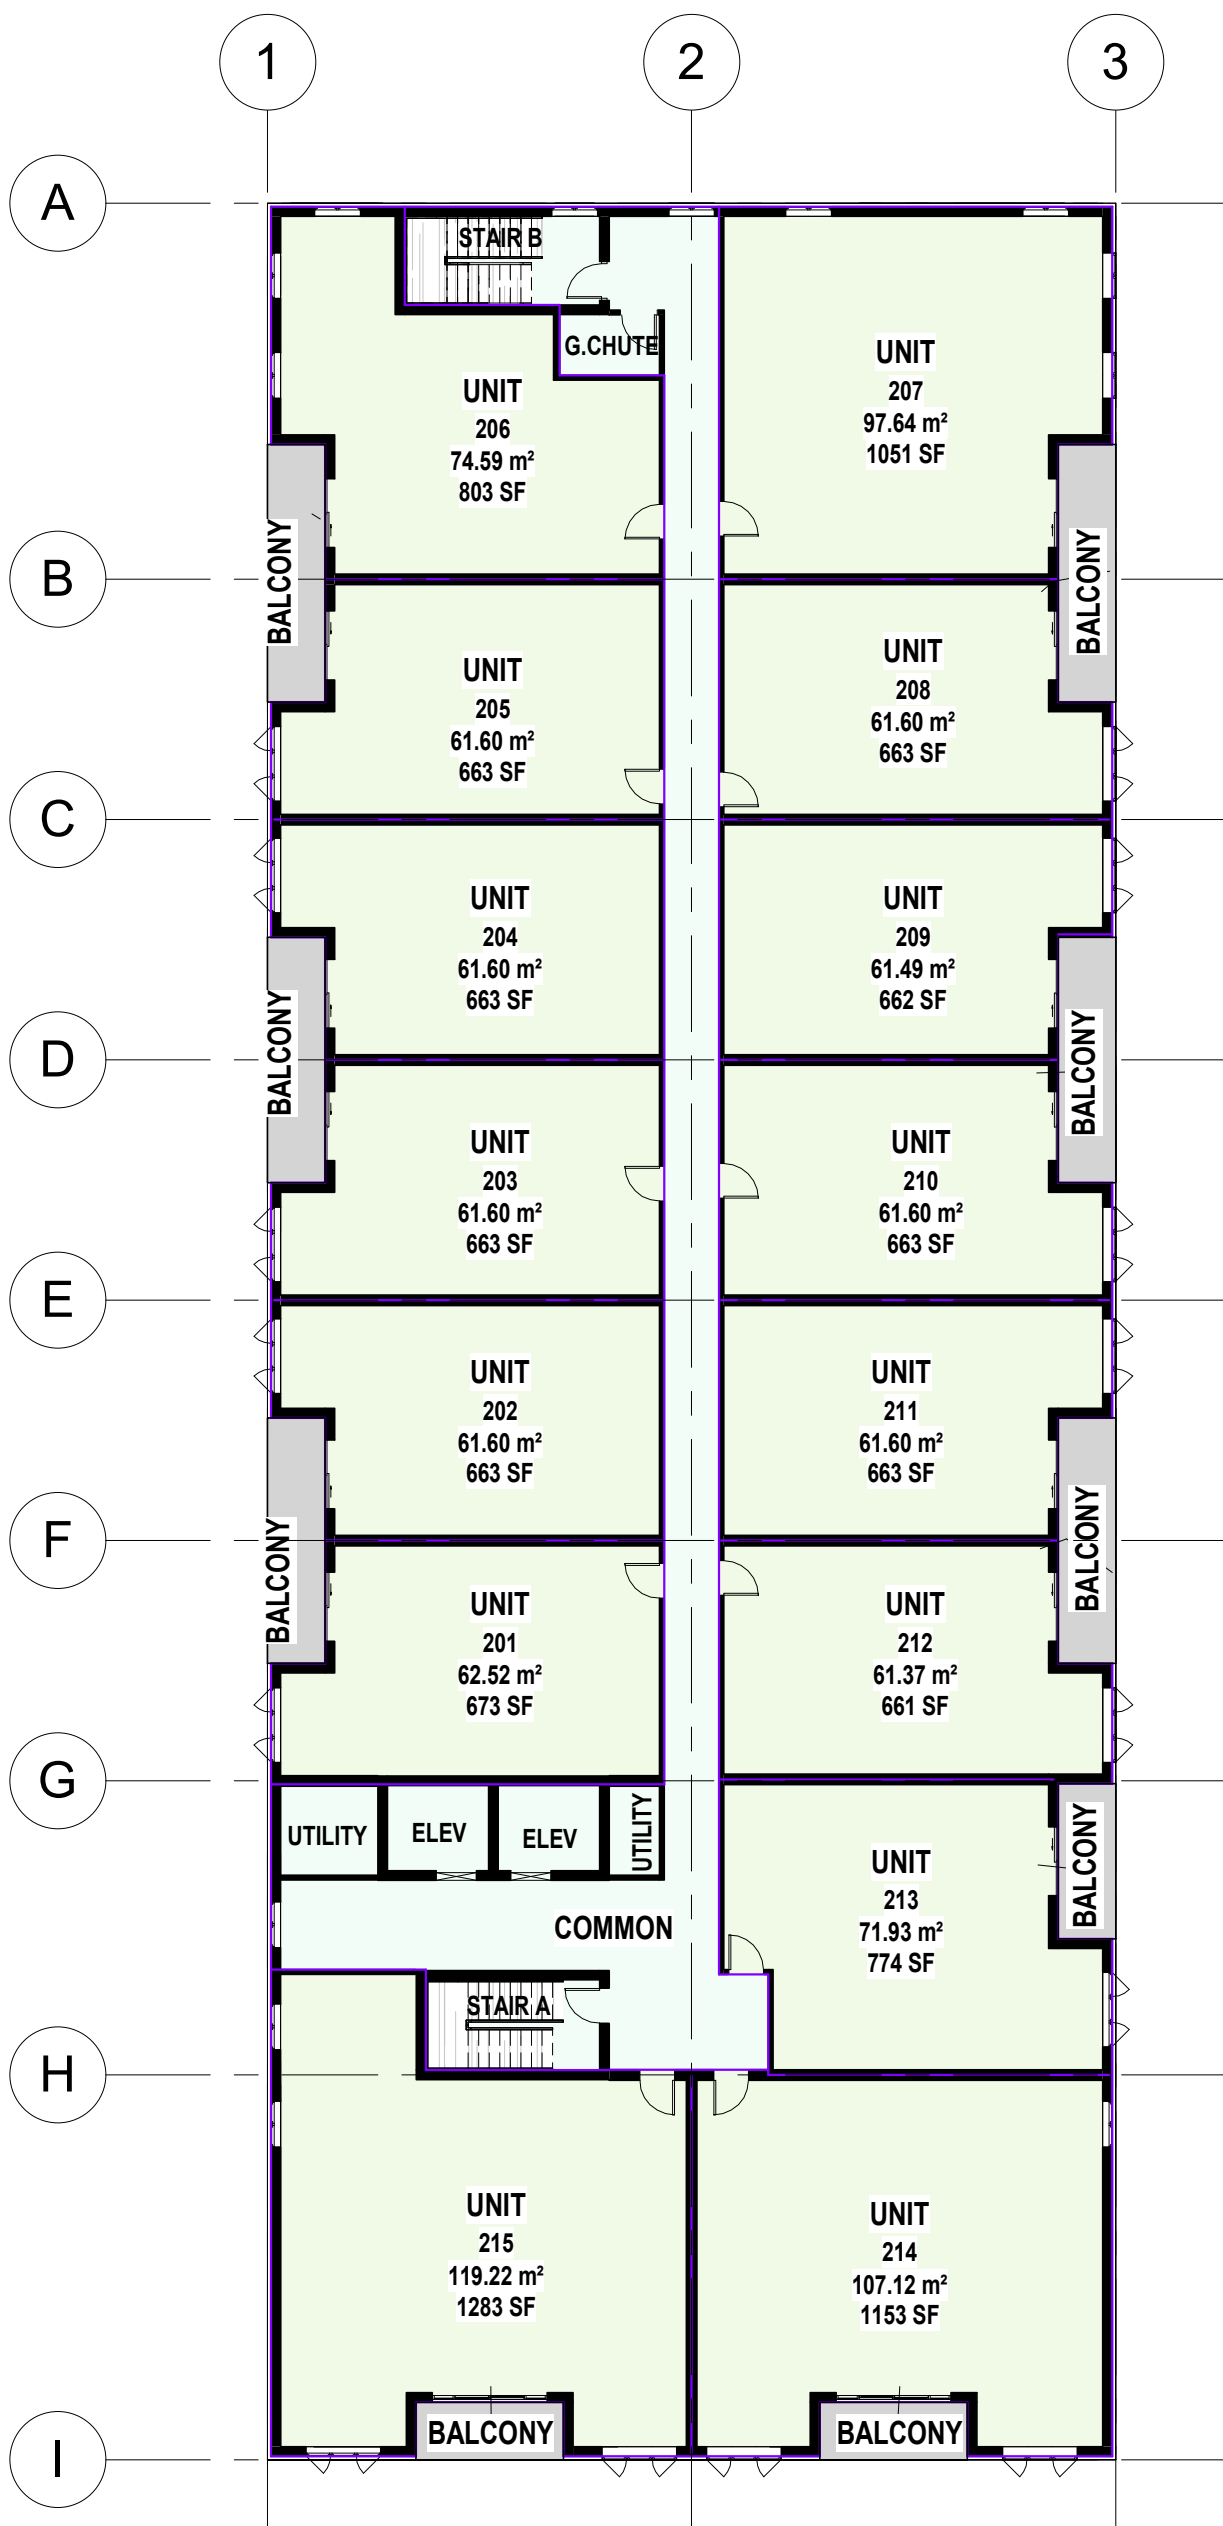 1
2
3
A
STAIR B
G.CHUTE
UNIT
206
74.59 m²
803 SF
UNIT
207
97.64 m²
1051 SF
BALCONY
BALCONY
B
UNIT
205
61.60 m²
663 SF
UNIT
208
61.60 m²
663 SF
C
UNIT
204
61.60 m²
663 SF
UNIT
209
61.49 m²
662 SF
BALCONY
BALCONY
D
UNIT
203
61.60 m²
663 SF
UNIT
210
61.60 m²
663 SF
E
UNIT
202
61.60 m²
663 SF
UNIT
211
61.60 m²
663 SF
BALCONY
BALCONY
F
UNIT
201
62.52 m²
673 SF
UNIT
212
61.37 m²
661 SF
G
UTILITY
ELEV
ELEV
UTILITY
UNIT
213
71.93 m²
774 SF
BALCONY
COMMON
STAIR A
H
UNIT
215
119.22 m²
1283 SF
UNIT
214
107.12 m²
1153 SF
BALCONY
BALCONY
I